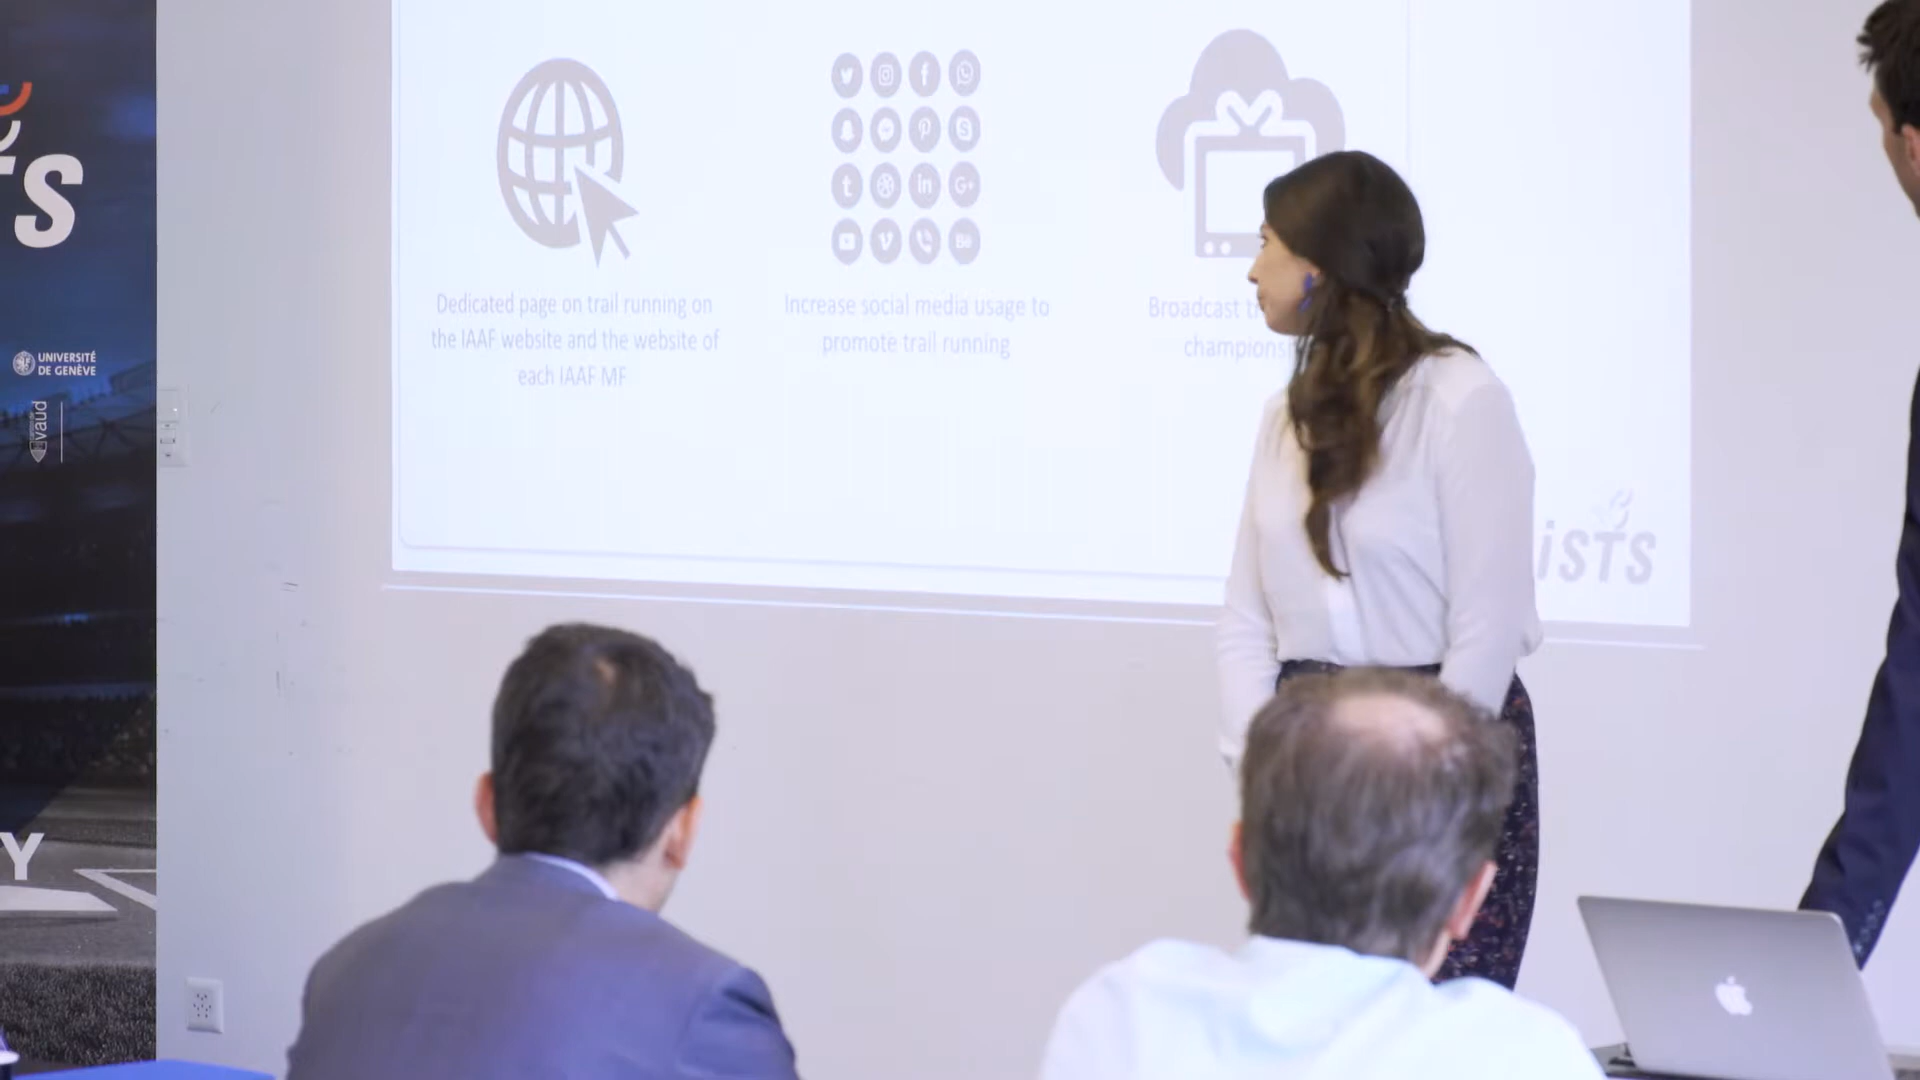 TS
UNIVERSITÉ
DE GENÈVE
vaud
Y
Dedicated page on trail running on
the IAAF website and the website of
each IAAF MF
Increase social media usage to
promote trail running
Broadcast
iSTS